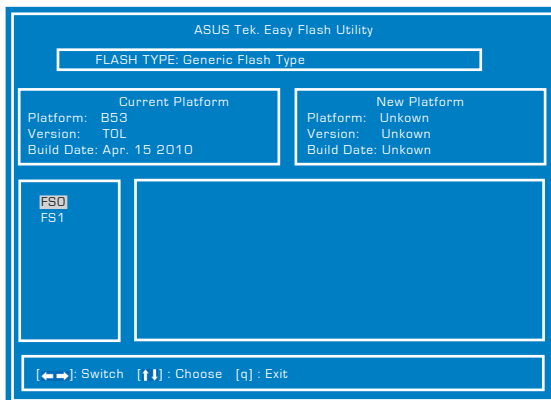 ASUS Tek. Easy Flash Utility
FLASH TYPE: Generic Flash Type
Current Platform
Platform: B53
Version: TOL
Build Date: Apr. 15 2010
New Platform
Platform: Unkown
Version: Unkown
Build Date: Unkown
FS0
FS1
[⬅➡]: Switch [⬆⬇] : Choose [q] : Exit